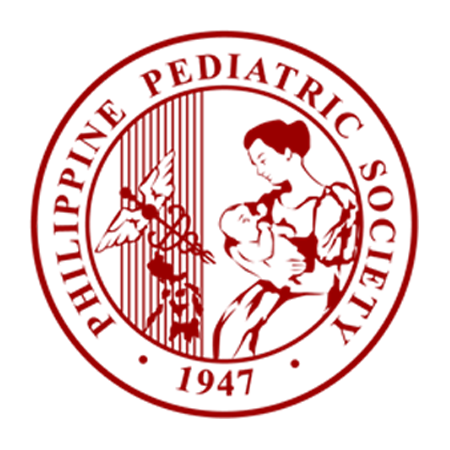 PHILIPPINE PEDIATRIC SOCIETY
• 1947 •